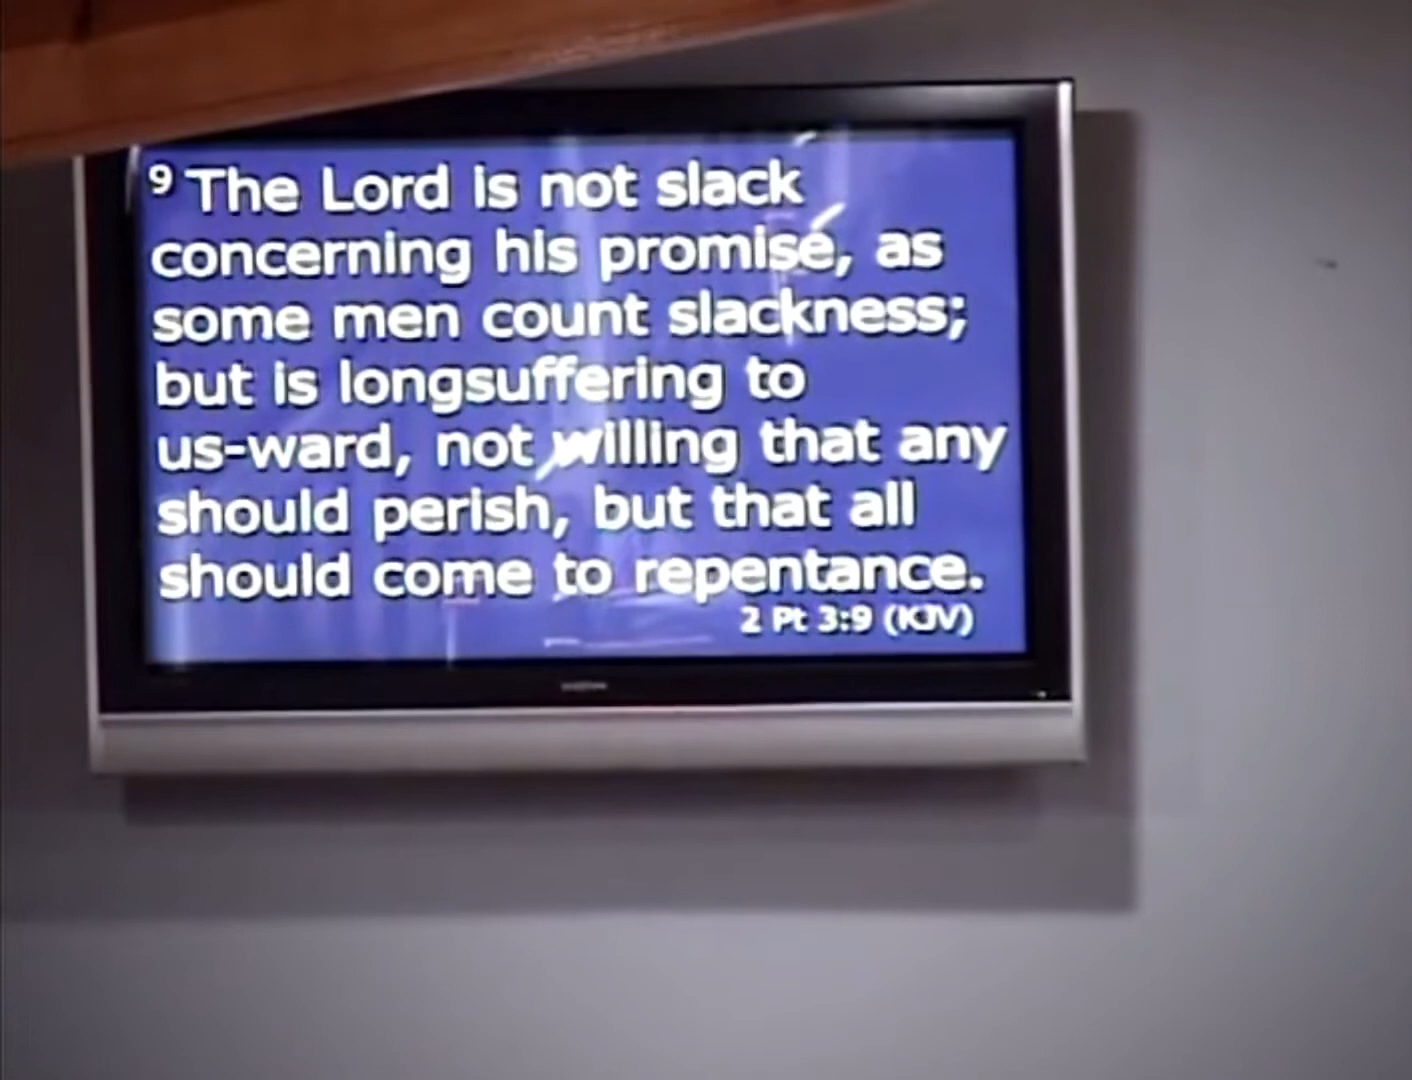 9 The Lord is not slack
concerning his promise, as
some men count slackness;
but is longsuffering to
us-ward, not willing that any
should perish, but that all
should come to repentance.
2 Pt 3:9 (KJV)